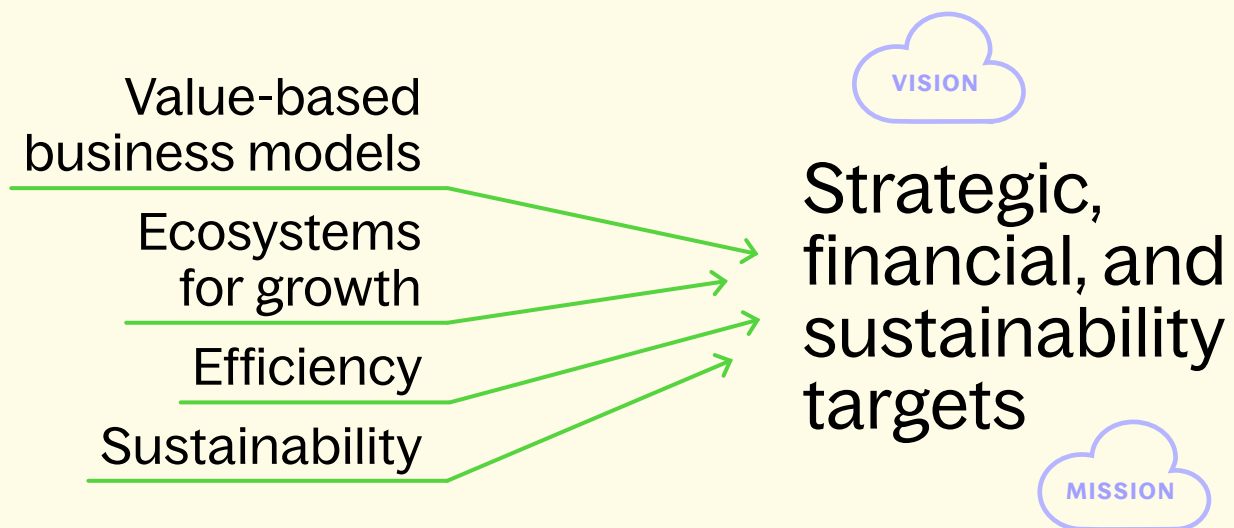 Value-based
business models
Ecosystems
for growth
Efficiency
Sustainability
VISION
Strategic,
financial, and
sustainability
targets
MISSION